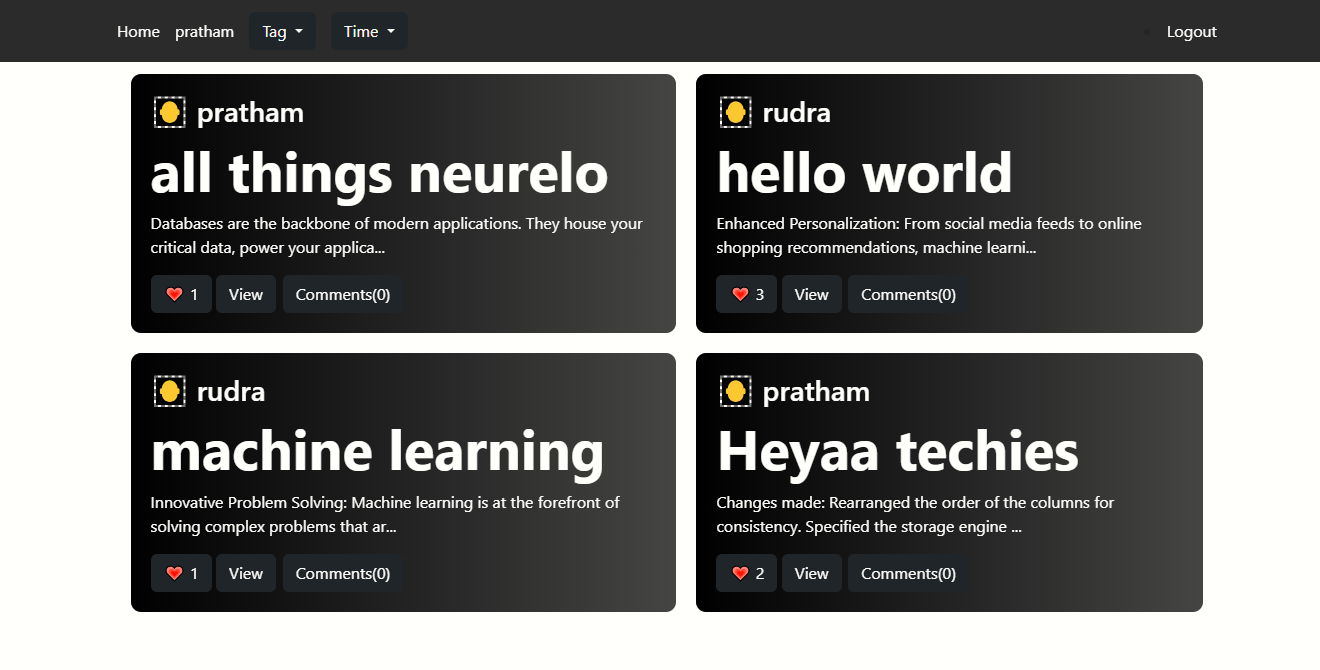 Home pratham Tag Time Logout
pratham
all things neurelo
Databases are the backbone of modern applications. They house your
critical data, power your applica...
1 View Comments(0)
rudra
hello world
Enhanced Personalization: From social media feeds to online
shopping recommendations, machine learni...
3 View Comments(0)
rudra
machine learning
Innovative Problem Solving: Machine learning is at the forefront of
solving complex problems that ar...
1 View Comments(0)
pratham
Heyaa techies
Changes made: Rearranged the order of the columns for
consistency. Specified the storage engine ...
2 View Comments(0)